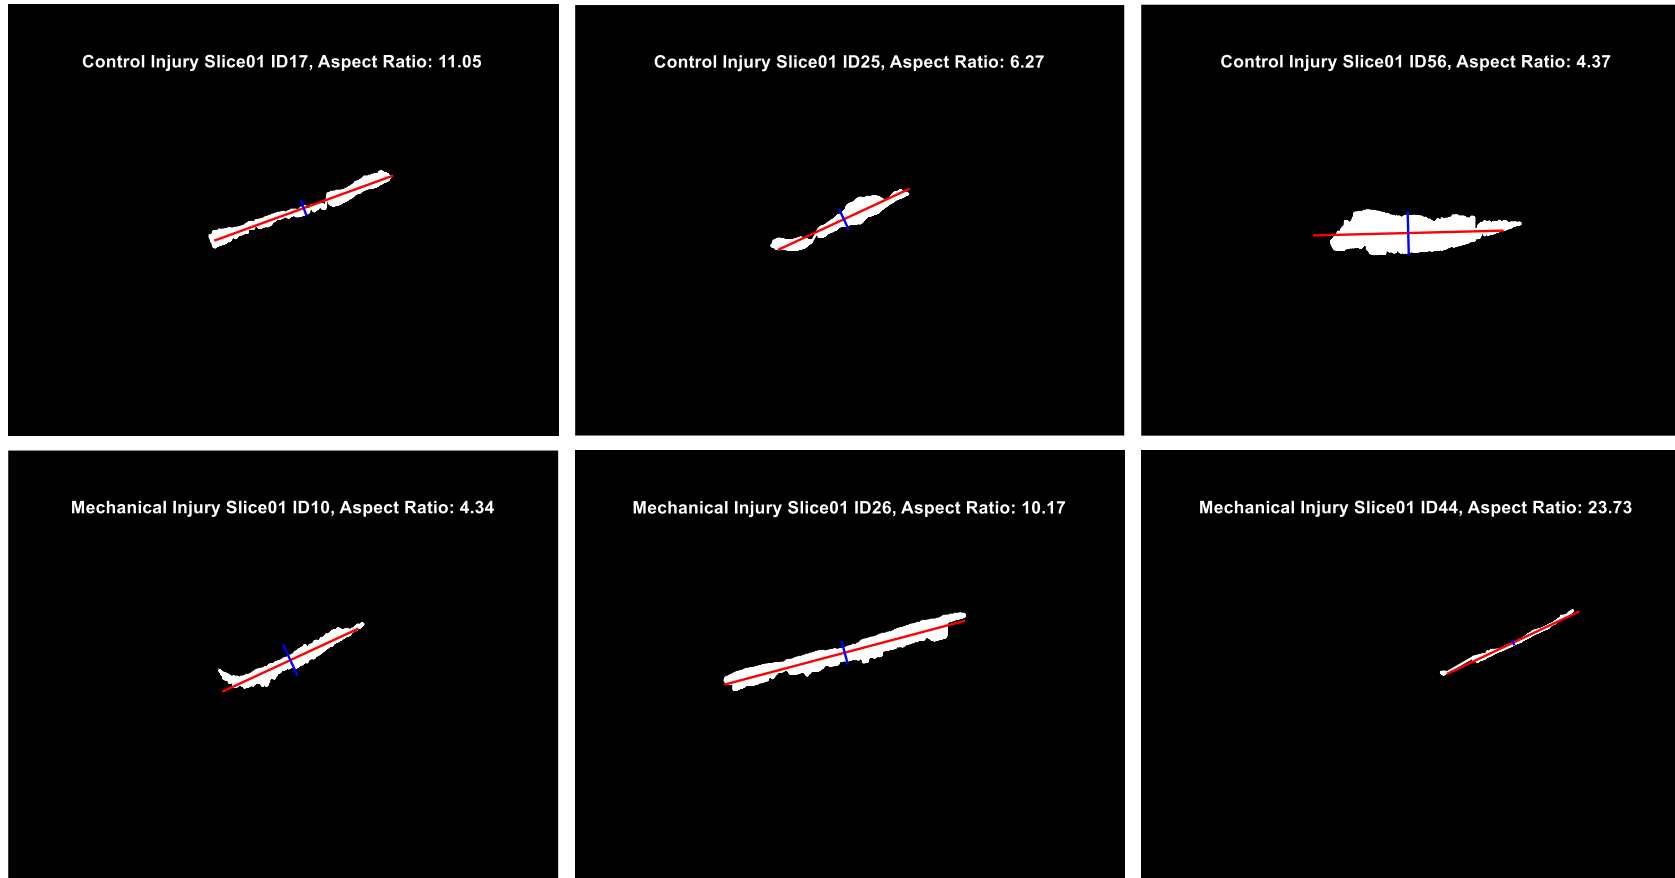 Control Injury Slice01 ID17, Aspect Ratio: 11.05
Control Injury Slice01 ID25, Aspect Ratio: 6.27
Control Injury Slice01 ID56, Aspect Ratio: 4.37
Mechanical Injury Slice01 ID10, Aspect Ratio: 4.34
Mechanical Injury Slice01 ID26, Aspect Ratio: 10.17
Mechanical Injury Slice01 ID44, Aspect Ratio: 23.73